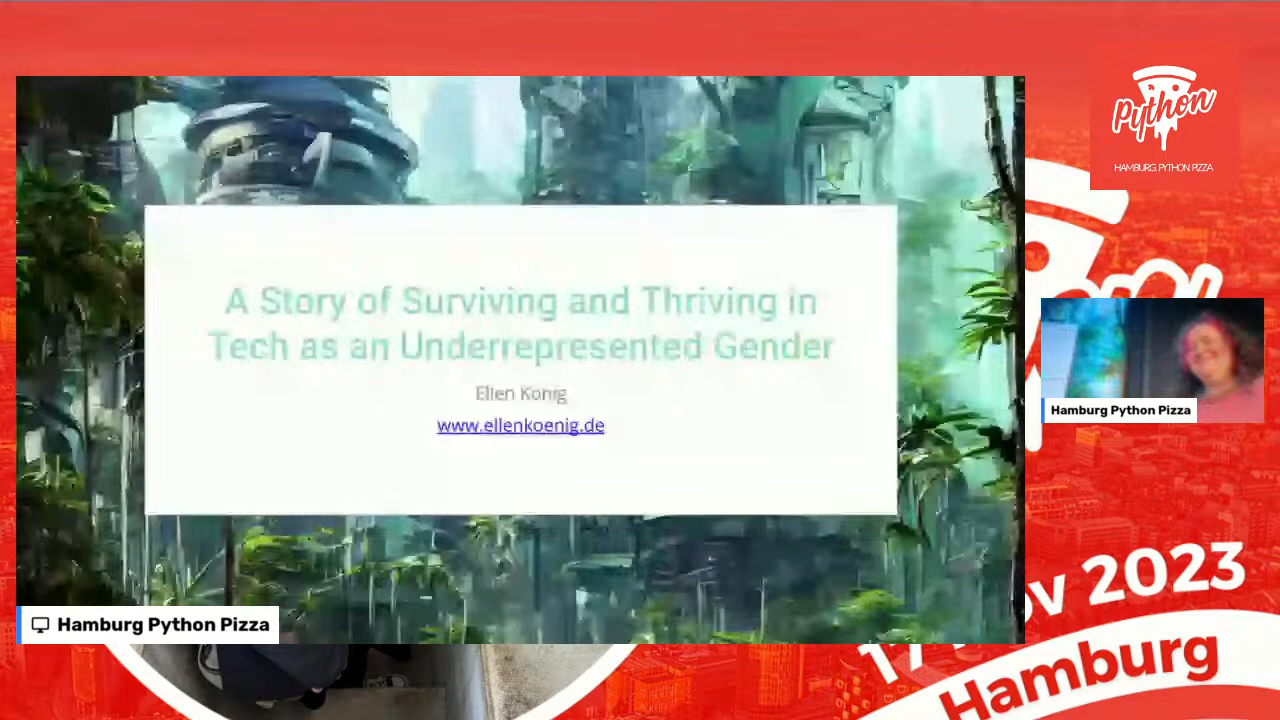 Python
HAMBURG. PYTHON PIZZA
A Story of Surviving and Thriving in
Tech as an Underrepresented Gender
Ellen König
www.ellenkoenig.de
Hamburg Python Pizza
Hamburg Python Pizza
2023
Hamburg